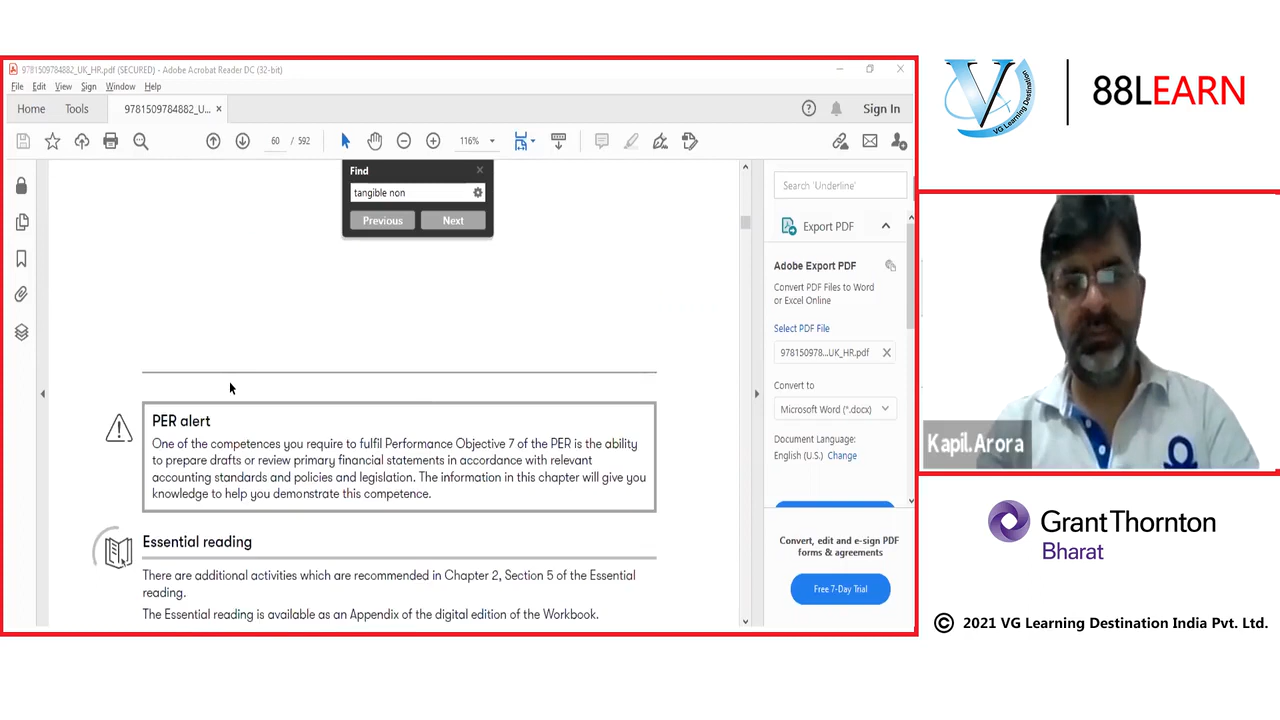 9781509784882_UK_HR.pdf (SECURED) - Adobe Acrobat Reader DC (32-bit)
File Edit View Sign Window Help
Home Tools 9781509784882_U... ×
Sign In
60 / 592
116%
Find
tangible non
Previous Next
PER alert
One of the competences you require to fulfil Performance Objective 7 of the PER is the ability
to prepare drafts or review primary financial statements in accordance with relevant
accounting standards and policies and legislation. The information in this chapter will give you
knowledge to help you demonstrate this competence.
Essential reading
There are additional activities which are recommended in Chapter 2, Section 5 of the Essential
reading.
The Essential reading is available as an Appendix of the digital edition of the Workbook.
Search 'Underline'
Export PDF
Adobe Export PDF
Convert PDF Files to Word
or Excel Online
Select PDF File
978150978...UK_HR.pdf
Convert to
Microsoft Word (*.docx)
Document Language:
English (U.S.) Change
Convert, edit and e-sign PDF
forms & agreements
Free 7-Day Trial
V
VG Learning Destination
88LEARN
Kapil.Arora
Grant Thornton
Bharat
© 2021 VG Learning Destination India Pvt. Ltd.